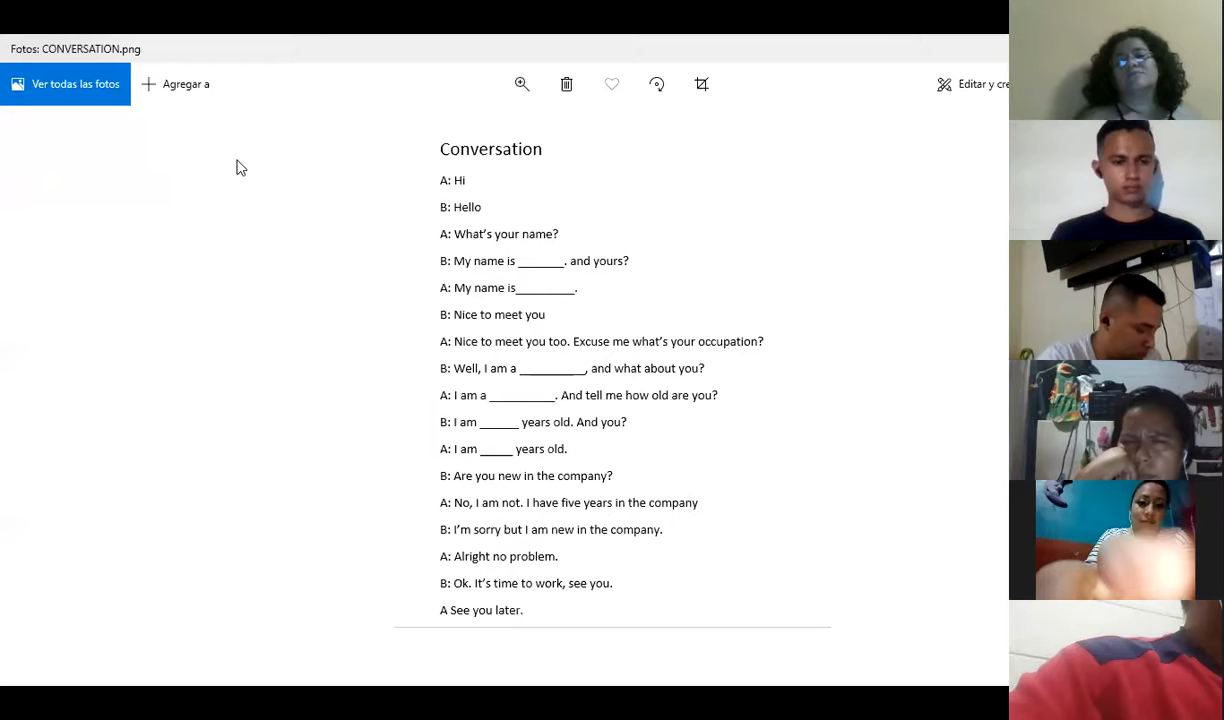 Fotos: CONVERSATION.png
Ver todas las fotos
Agregar a
Editar y cre
Conversation
A: Hi
B: Hello
A: What's your name?
B: My name is _______. and yours?
A: My name is_________.
B: Nice to meet you
A: Nice to meet you too. Excuse me what's your occupation?
B: Well, I am a __________, and what about you?
A: I am a __________. And tell me how old are you?
B: I am ______ years old. And you?
A: I am _____ years old.
B: Are you new in the company?
A: No, I am not. I have five years in the company
B: I'm sorry but I am new in the company.
A: Alright no problem.
B: Ok. It's time to work, see you.
A See you later.